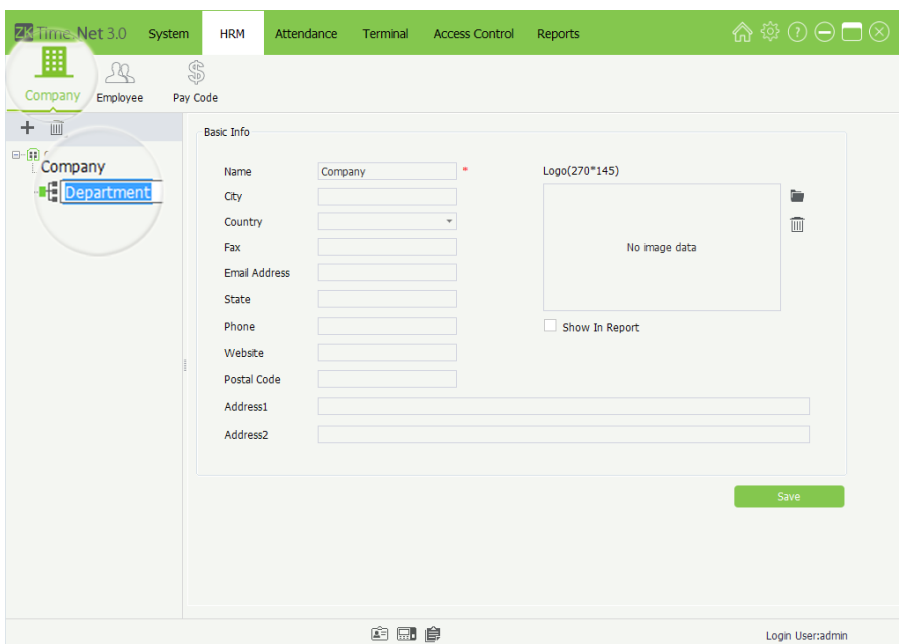 ZKTime.Net 3.0 System HRM Attendance Terminal Access Control Reports
Company Employee Pay Code
Company
Department
Basic Info
Name Company * Logo(270*145)
City
Country
Fax No image data
Email Address
State
Phone Show In Report
Website
Postal Code
Address1
Address2
Save
Login User:admin